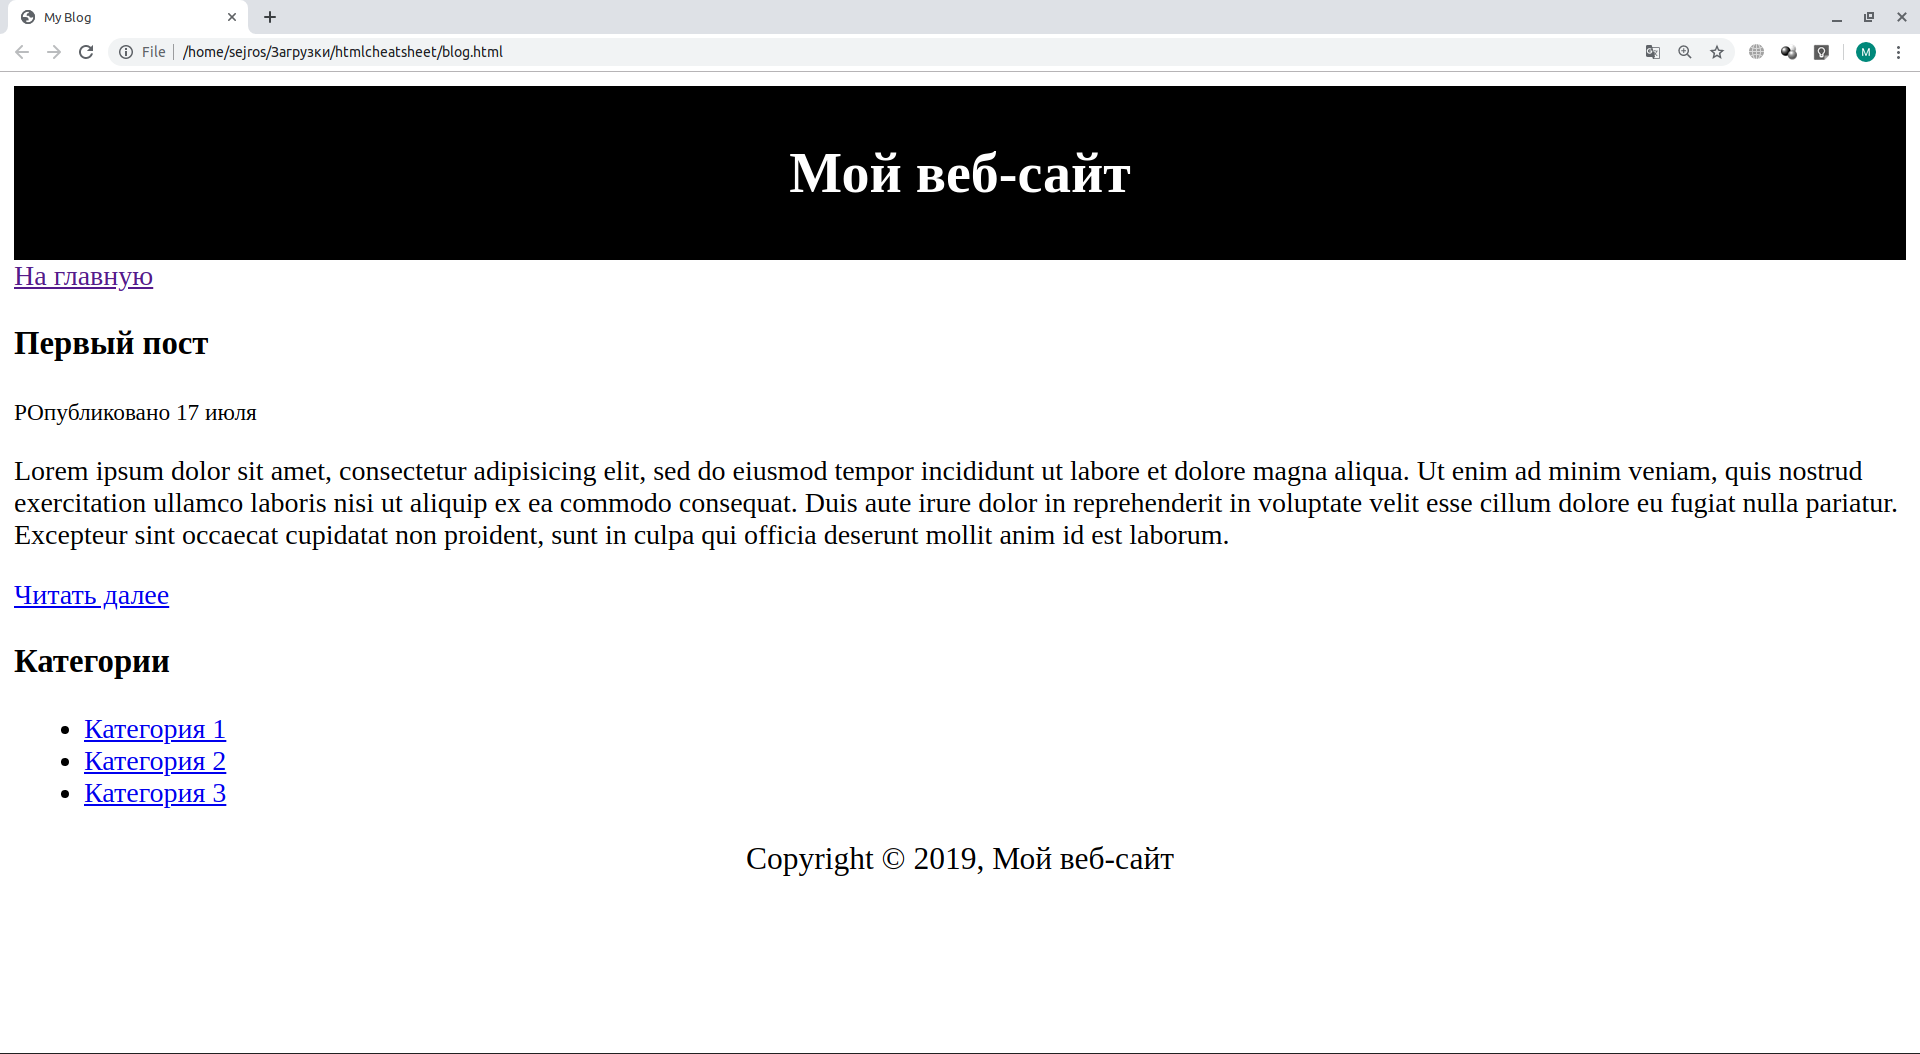 My Blog
File /home/sejros/Загрузки/htmlcheatsheet/blog.html
M
Мой веб-сайт
На главную
Первый пост
РОпубликовано 17 июля
Lorem ipsum dolor sit amet, consectetur adipisicing elit, sed do eiusmod tempor incididunt ut labore et dolore magna aliqua. Ut enim ad minim veniam, quis nostrud
exercitation ullamco laboris nisi ut aliquip ex ea commodo consequat. Duis aute irure dolor in reprehenderit in voluptate velit esse cillum dolore eu fugiat nulla pariatur.
Excepteur sint occaecat cupidatat non proident, sunt in culpa qui officia deserunt mollit anim id est laborum.
Читать далее
Категории
Категория 1
Категория 2
Категория 3
Copyright © 2019, Мой веб-сайт